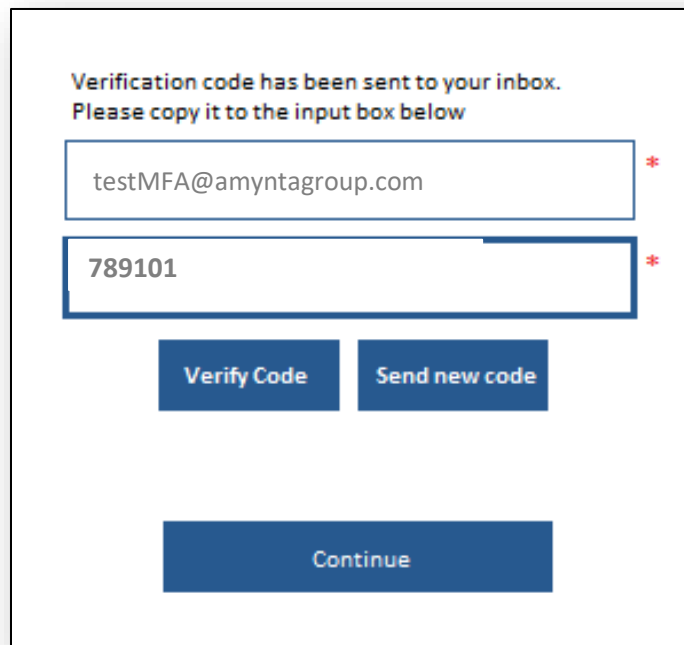 Verification code has been sent to your inbox.
Please copy it to the input box below
testMFA@amyntagroup.com *
789101 *
Verify Code Send new code
Continue